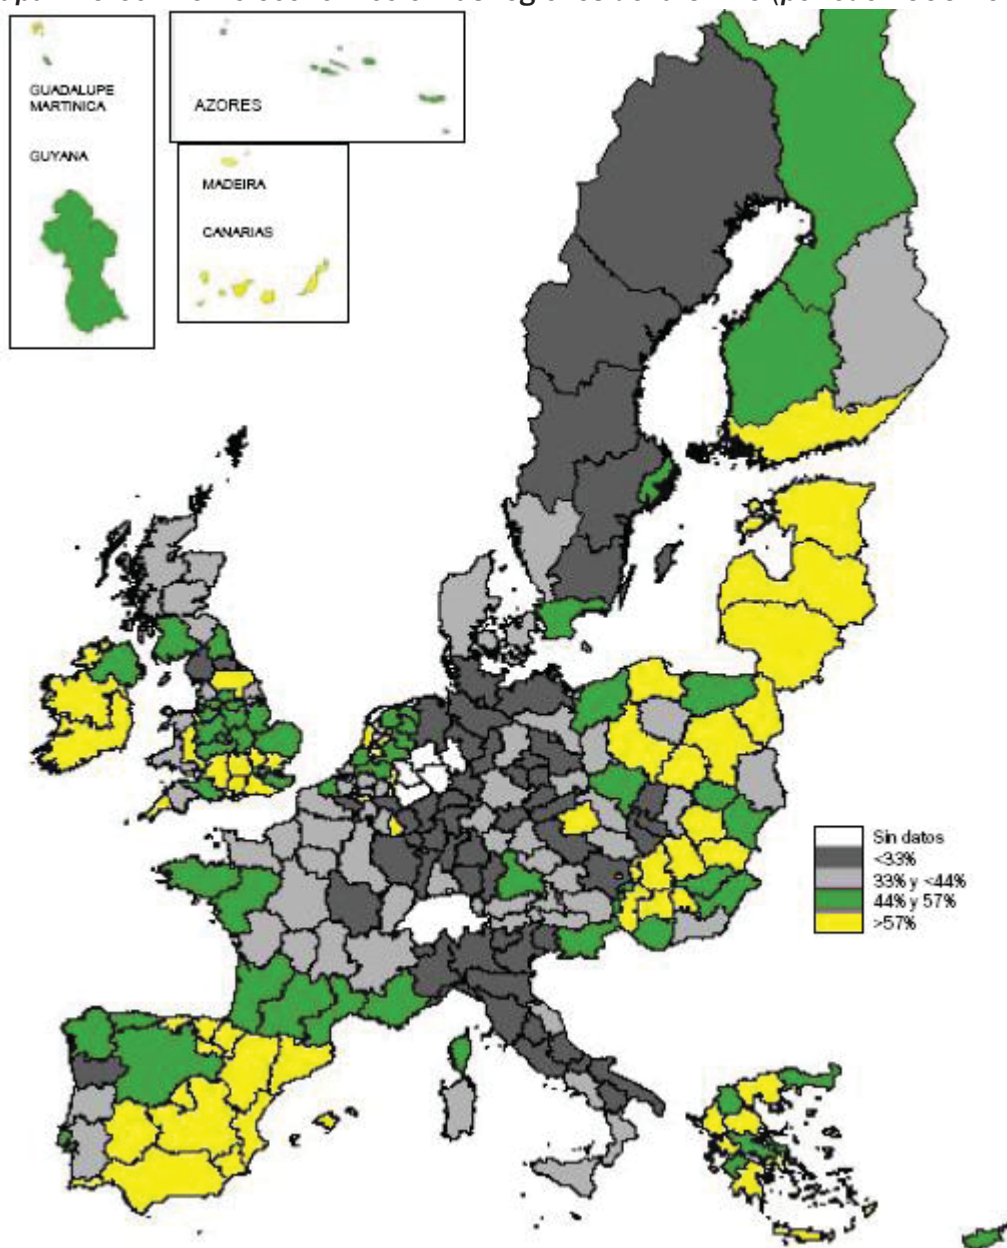 GUADALUPE
MARTINICA
GUYANA
AZORES
MADEIRA
CANARIAS
Sin datos
<33%
33% y <44%
44% y 57%
>57%